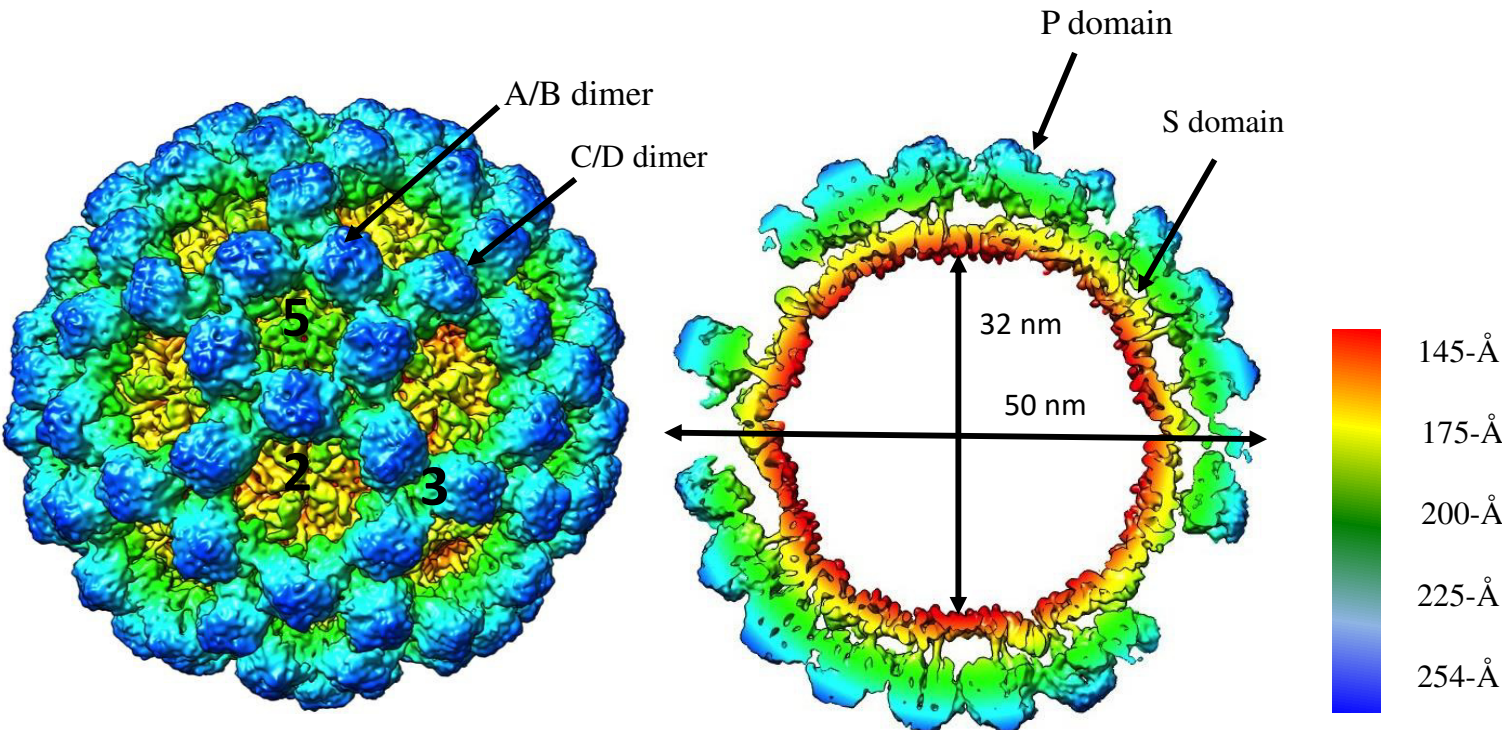 P domain
A/B dimer
S domain
C/D dimer
5
32 nm
145-Å
50 nm
175-Å
2
3
200-Å
225-Å
254-Å